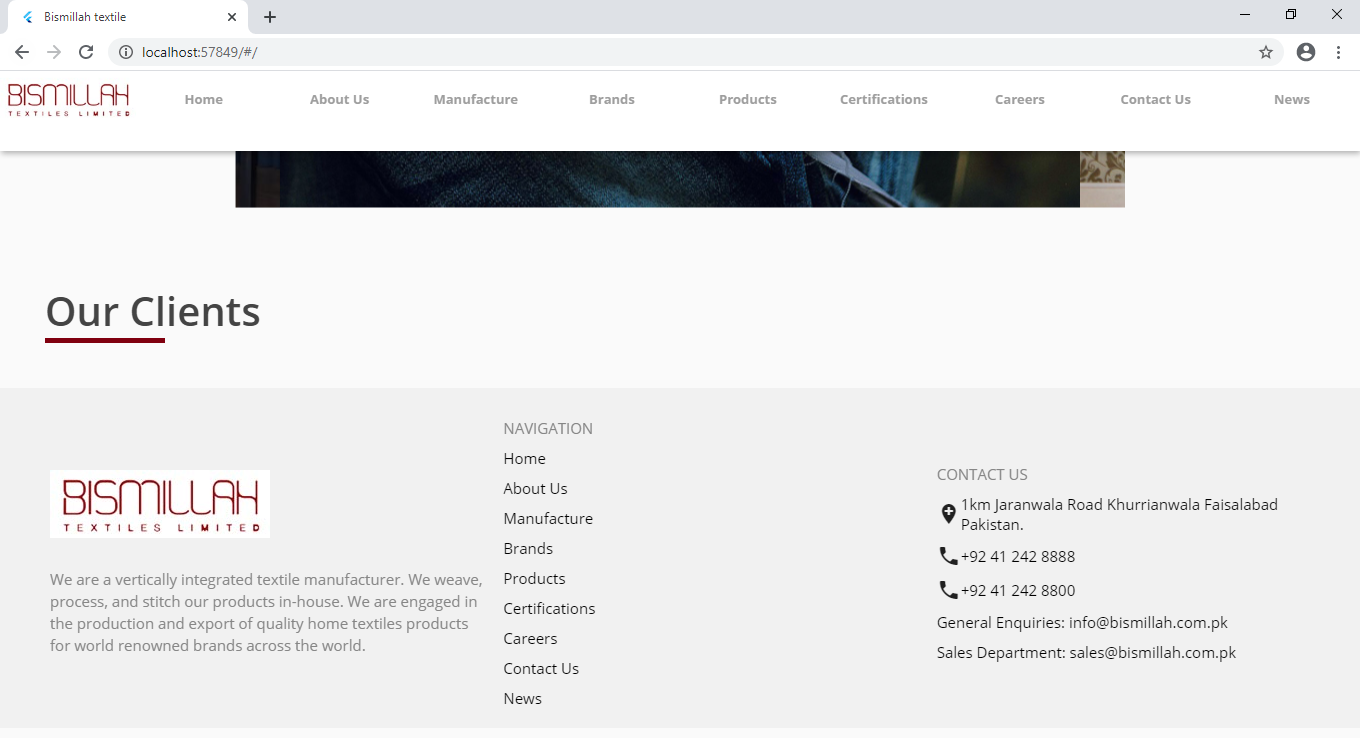 Bismillah textile
localhost:57849/#/
BISMILLAH
TEXTILES LIMITED
Home
About Us
Manufacture
Brands
Products
Certifications
Careers
Contact Us
News
Our Clients
BISMILLAH
TEXTILES LIMITED
We are a vertically integrated textile manufacturer. We weave,
process, and stitch our products in-house. We are engaged in
the production and export of quality home textiles products
for world renowned brands across the world.
NAVIGATION
Home
About Us
Manufacture
Brands
Products
Certifications
Careers
Contact Us
News
CONTACT US
1km Jaranwala Road Khurrianwala Faisalabad
Pakistan.
+92 41 242 8888
+92 41 242 8800
General Enquiries: info@bismillah.com.pk
Sales Department: sales@bismillah.com.pk